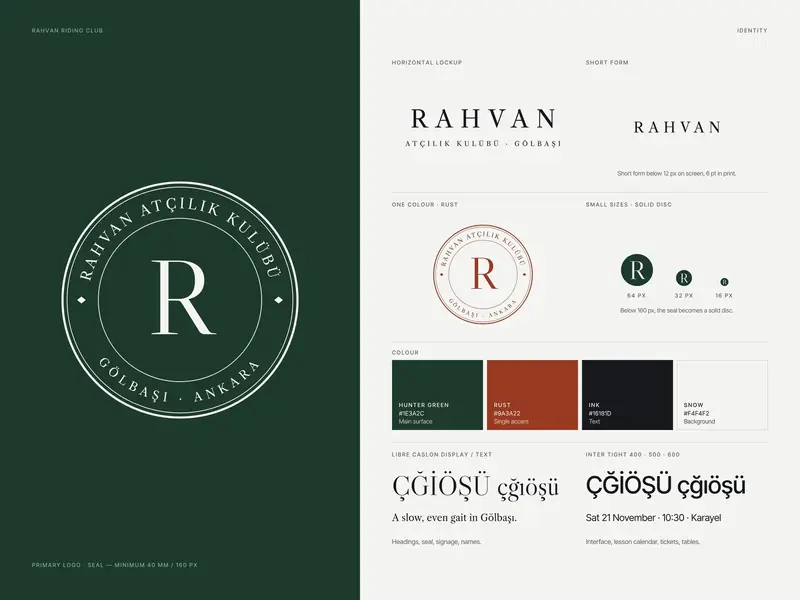 RAHVAN RIDING CLUB
RAHVAN ATÇILIK KULÜBÜ
R
GÖLBAŞI · ANKARA
PRIMARY LOGO · SEAL — MINIMUM 40 MM / 160 PX
IDENTITY
HORIZONTAL LOCKUP
RAHVAN
ATÇILIK KULÜBÜ · GÖLBAŞI
SHORT FORM
RAHVAN
Short form below 12 px on screen, 6 pt in print.
ONE COLOUR · RUST
RAHVAN ATÇILIK KULÜBÜ
R
GÖLBAŞI · ANKARA
SMALL SIZES · SOLID DISC
R
R
R
64 PX
32 PX
16 PX
Below 160 px, the seal becomes a solid disc.
COLOUR
HUNTER GREEN
#1E3A2C
Main surface
RUST
#9A3A22
Single accent
INK
#16181D
Text
SNOW
#F4F4F2
Background
LIBRE CASLON DISPLAY / TEXT
ÇĞİÖŞÜ çğıöşü
A slow, even gait in Gölbaşı.
Headings, seal, signage, names.
INTER TIGHT 400 · 500 · 600
ÇĞİÖŞÜ çğıöşü
Sat 21 November · 10:30 · Karayel
Interface, lesson calendar, tickets, tables.